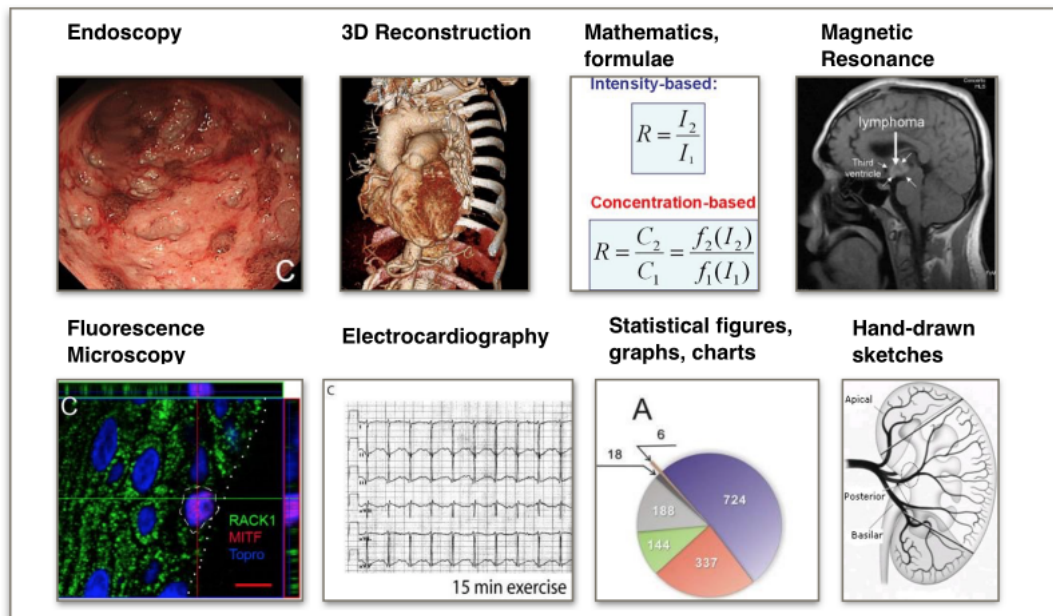 Endoscopy
3D Reconstruction
Mathematics,
formulae
Magnetic
Resonance
C
Intensity-based:
R = I₂ / I₁
Concentration-based
R = C₂ / C₁ = f₂(I₂) / f₁(I₁)
lymphoma
Third
ventricle
Fluorescence
Microscopy
Electrocardiography
Statistical figures,
graphs, charts
Hand-drawn
sketches
C
RACK1
MITF
Topro
C
15 min exercise
A
6
18
724
188
144
337
Apical
Posterior
Basilar